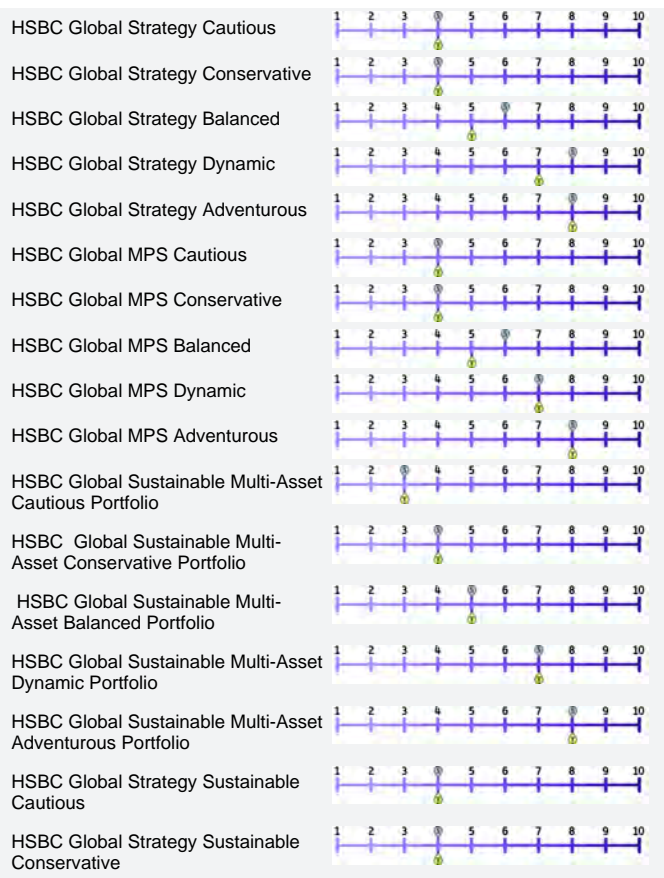 HSBC Global Strategy Cautious 1 2 3 5 6 7 8 9 10
HSBC Global Strategy Conservative 1 2 3 5 6 7 8 9 10
HSBC Global Strategy Balanced 1 2 3 4 5 7 8 9 10
HSBC Global Strategy Dynamic 1 2 3 4 5 6 7 9 10
HSBC Global Strategy Adventurous 1 2 3 4 5 6 7 9 10
HSBC Global MPS Cautious 1 2 3 5 6 7 8 9 10
HSBC Global MPS Conservative 1 2 3 5 6 7 8 9 10
HSBC Global MPS Balanced 1 2 3 4 5 7 8 9 10
HSBC Global MPS Dynamic 1 2 3 4 5 6 8 9 10
HSBC Global MPS Adventurous 1 2 3 4 5 6 7 9 10
HSBC Global Sustainable Multi-Asset 1 2 4 5 6 7 8 9 10
Cautious Portfolio
HSBC Global Sustainable Multi- 1 2 3 5 6 7 8 9 10
Asset Conservative Portfolio
HSBC Global Sustainable Multi- 1 2 3 4 6 7 8 9 10
Asset Balanced Portfolio
HSBC Global Sustainable Multi-Asset 1 2 3 4 5 6 8 9 10
Dynamic Portfolio
HSBC Global Sustainable Multi-Asset 1 2 3 4 5 6 7 9 10
Adventurous Portfolio
HSBC Global Strategy Sustainable 1 2 3 5 6 7 8 9 10
Cautious
HSBC Global Strategy Sustainable 1 2 3 5 6 7 8 9 10
Conservative